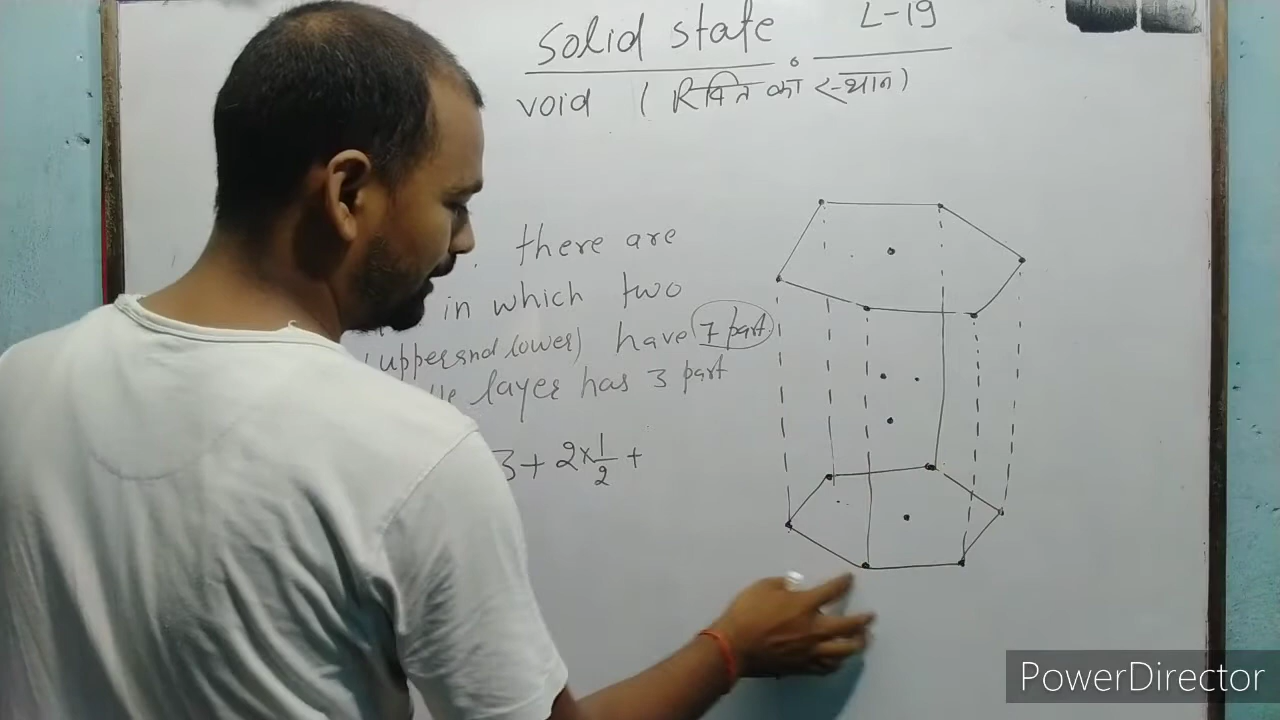 Solid state L-19
void ( रिक्ति का स्थान)
there are
in which two
(upper and lower) have 7 part
layer has 3 part
3 + 2×1/2 +
PowerDirector